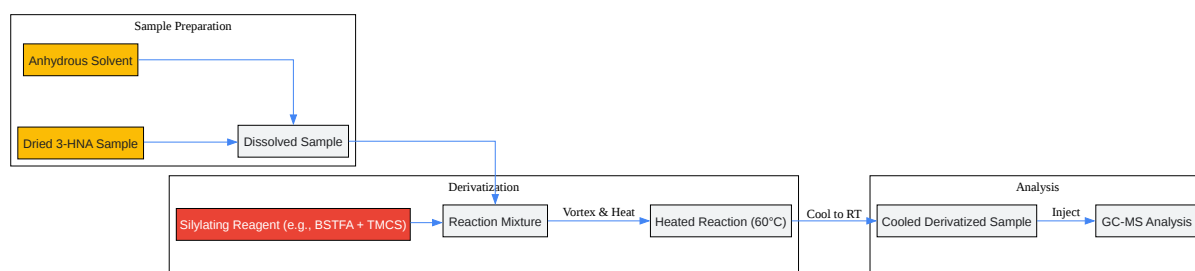 Sample Preparation
Anhydrous Solvent
Dried 3-HNA Sample
Dissolved Sample
Derivatization
Silylating Reagent (e.g., BSTFA + TMCS)
Reaction Mixture
Vortex & Heat
Heated Reaction (60°C)
Cool to RT
Analysis
Cooled Derivatized Sample
Inject
GC-MS Analysis